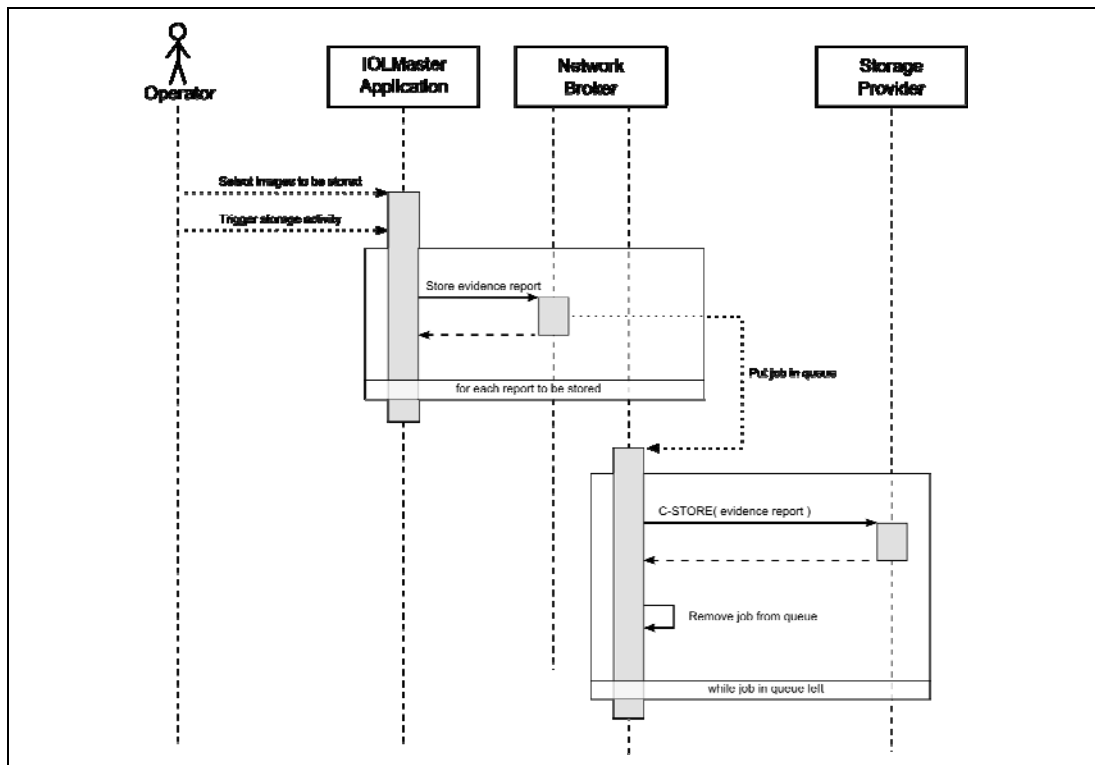 Operator
IOLMaster
Application
Network
Broker
Storage
Provider
Select images to be stored
Trigger storage activity
Store evidence report
Put job in queue
for each report to be stored
C-STORE( evidence report )
Remove job from queue
while job in queue left